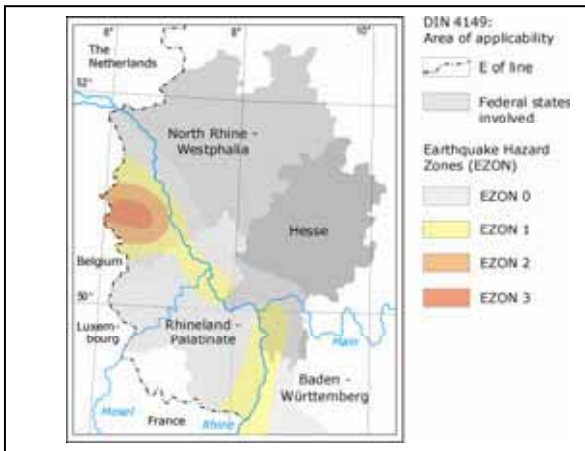 6°
8°
10°
The
Netherlands
52°
North Rhine -
Westphalia
Hesse
Belgium
50°
Luxem-
bourg
Rhineland -
Palatinate
Main
Baden -
Württemberg
Mosel
France
Rhine
DIN 4149:
Area of applicability
E of line
Federal states
involved
Earthquake Hazard
Zones (EZON)
EZON 0
EZON 1
EZON 2
EZON 3